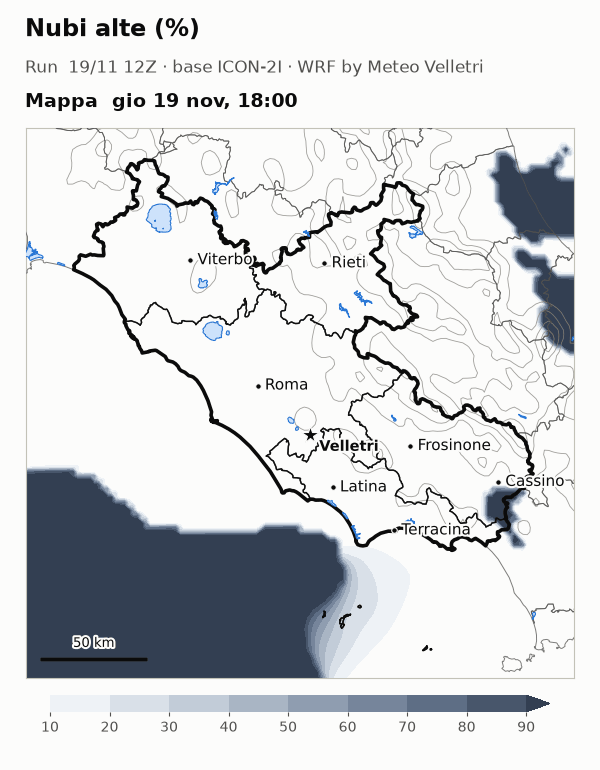 Nubi alte (%)
Run  19/11 12Z · base ICON-2I · WRF by Meteo Velletri
Mappa  gio 19 nov, 18:00
Viterbo
Rieti
Roma
Velletri
Frosinone
Cassino
Latina
Terracina
50 km
10 20 30 40 50 60 70 80 90